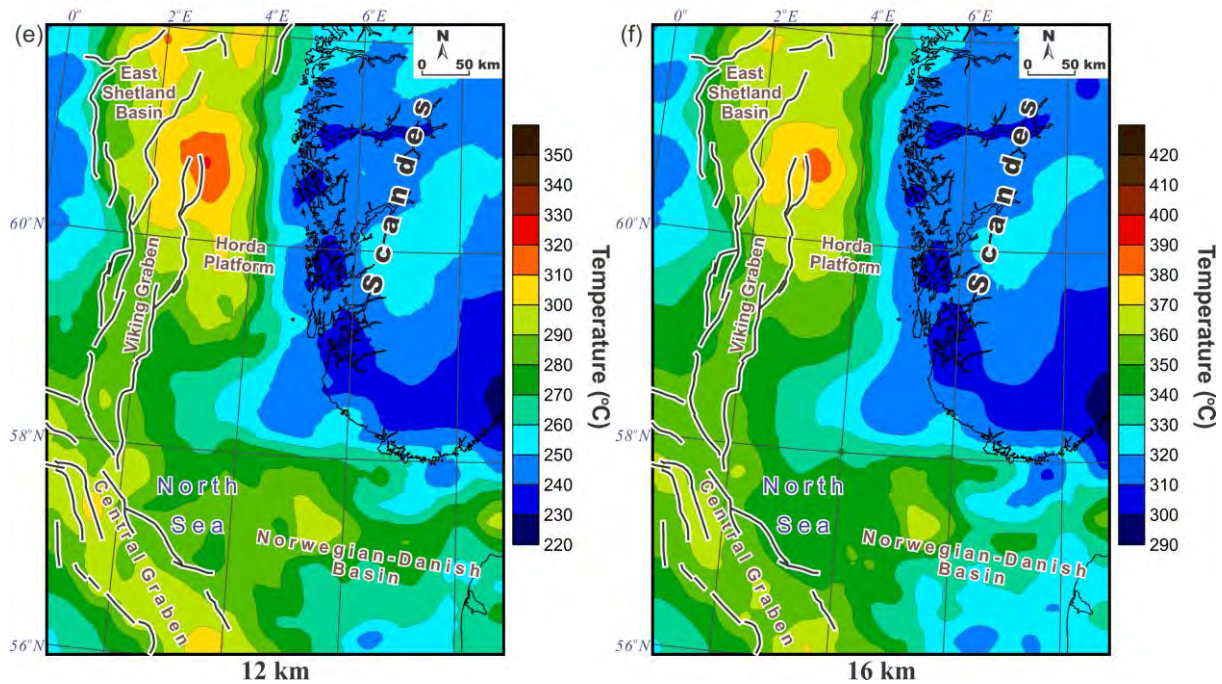 (e)
0°
2°E
4°E
6°E
N
0 50 km
East
Shetland
Basin
Scandes
60°N
Horda
Platform
Viking Graben
58°N
North
Sea
Central Graben
Norwegian-Danish
Basin
56°N
12 km
350
340
330
320
310
300
290
270
260
250
240
230
220
Temperature (°C)
(f)
0°
2°E
4°E
6°E
N
0 50 km
East
Shetland
Basin
Scandes
60°N
Horda
Platform
Viking Graben
58°N
North
Sea
Central Graben
Norwegian-Danish
Basin
56°N
16 km
420
410
400
390
380
370
360
340
330
320
310
300
290
Temperature (°C)